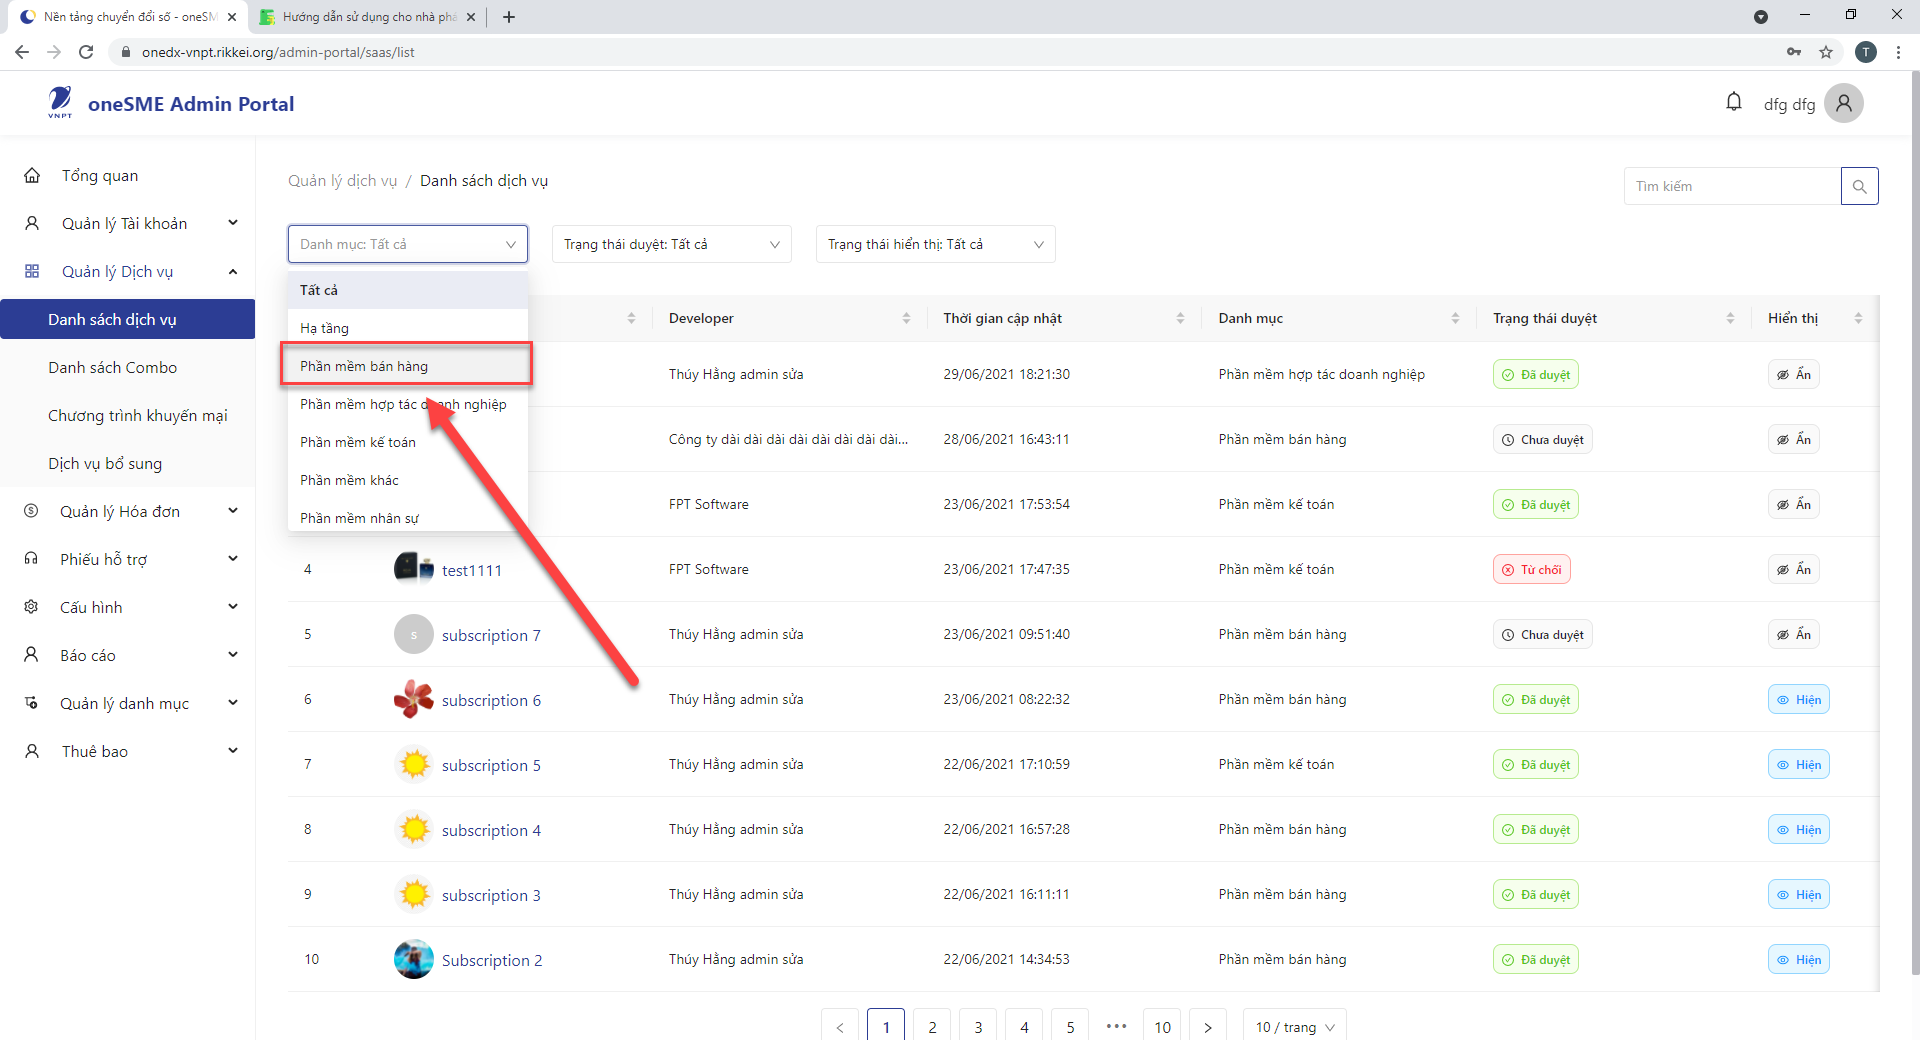 Nền tảng chuyển đổi số - oneSM
Hướng dẫn sử dụng cho nhà phá
onedx-vnpt.rikkei.org/admin-portal/saas/list
T
VNPT
oneSME Admin Portal
dfg dfg
Tổng quan
Quản lý Tài khoản
Quản lý Dịch vụ
Danh sách dịch vụ
Danh sách Combo
Chương trình khuyến mại
Dịch vụ bổ sung
Quản lý Hóa đơn
Phiếu hỗ trợ
Cấu hình
Báo cáo
Quản lý danh mục
Thuê bao
Quản lý dịch vụ / Danh sách dịch vụ
Tìm kiếm
Danh mục: Tất cả
Trạng thái duyệt: Tất cả
Trạng thái hiển thị: Tất cả
Tất cả
Hạ tầng
Phần mềm bán hàng
Phần mềm hợp tác doanh nghiệp
Phần mềm kế toán
Phần mềm khác
Phần mềm nhân sự
Developer Thời gian cập nhật Danh mục Trạng thái duyệt Hiển thị
Thúy Hằng admin sửa 29/06/2021 18:21:30 Phần mềm hợp tác doanh nghiệp Đã duyệt Ẩn
Công ty dài dài dài dài dài dài dài dài... 28/06/2021 16:43:11 Phần mềm bán hàng Chưa duyệt Ẩn
FPT Software 23/06/2021 17:53:54 Phần mềm kế toán Đã duyệt Ẩn
4 test1111 FPT Software 23/06/2021 17:47:35 Phần mềm kế toán Từ chối Ẩn
5 s subscription 7 Thúy Hằng admin sửa 23/06/2021 09:51:40 Phần mềm bán hàng Chưa duyệt Ẩn
6 subscription 6 Thúy Hằng admin sửa 23/06/2021 08:22:32 Phần mềm bán hàng Đã duyệt Hiện
7 subscription 5 Thúy Hằng admin sửa 22/06/2021 17:10:59 Phần mềm kế toán Đã duyệt Hiện
8 subscription 4 Thúy Hằng admin sửa 22/06/2021 16:57:28 Phần mềm bán hàng Đã duyệt Hiện
9 subscription 3 Thúy Hằng admin sửa 22/06/2021 16:11:11 Phần mềm bán hàng Đã duyệt Hiện
10 Subscription 2 Thúy Hằng admin sửa 22/06/2021 14:34:53 Phần mềm bán hàng Đã duyệt Hiện
< 1 2 3 4 5 ••• 10 > 10 / trang